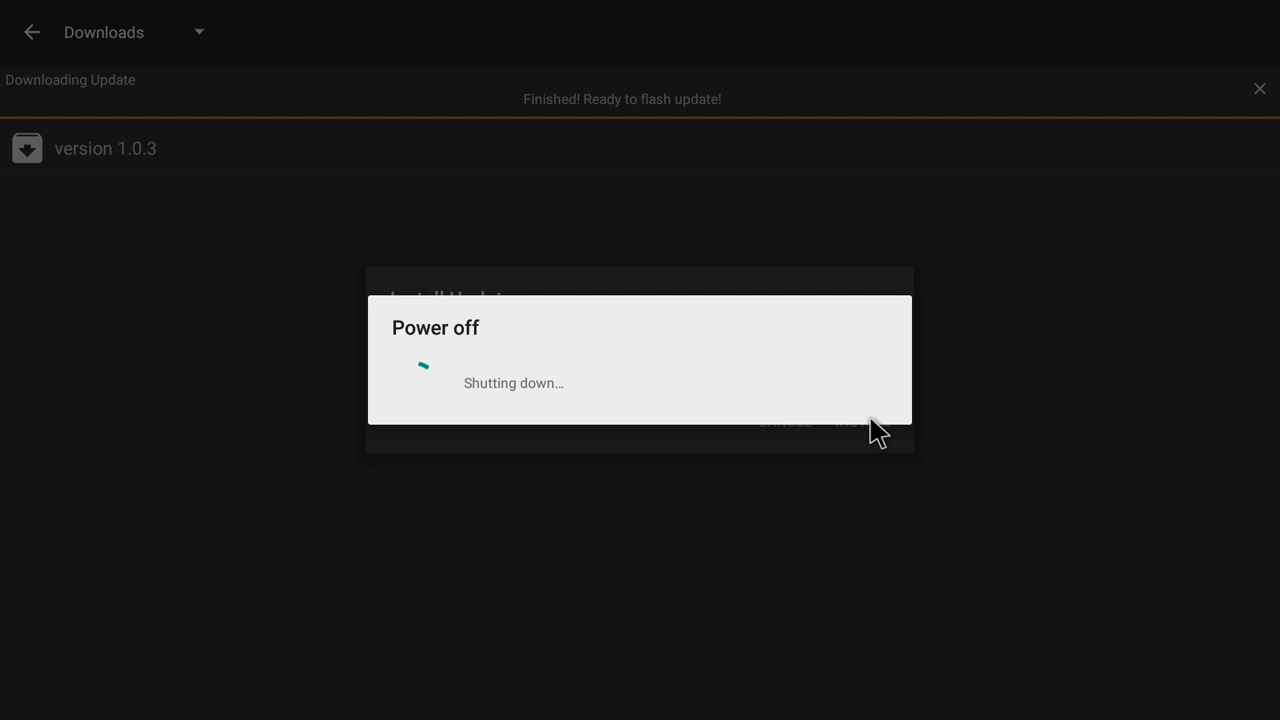 Downloads
Downloading Update
Finished! Ready to flash update!
version 1.0.3
Power off
Shutting down...